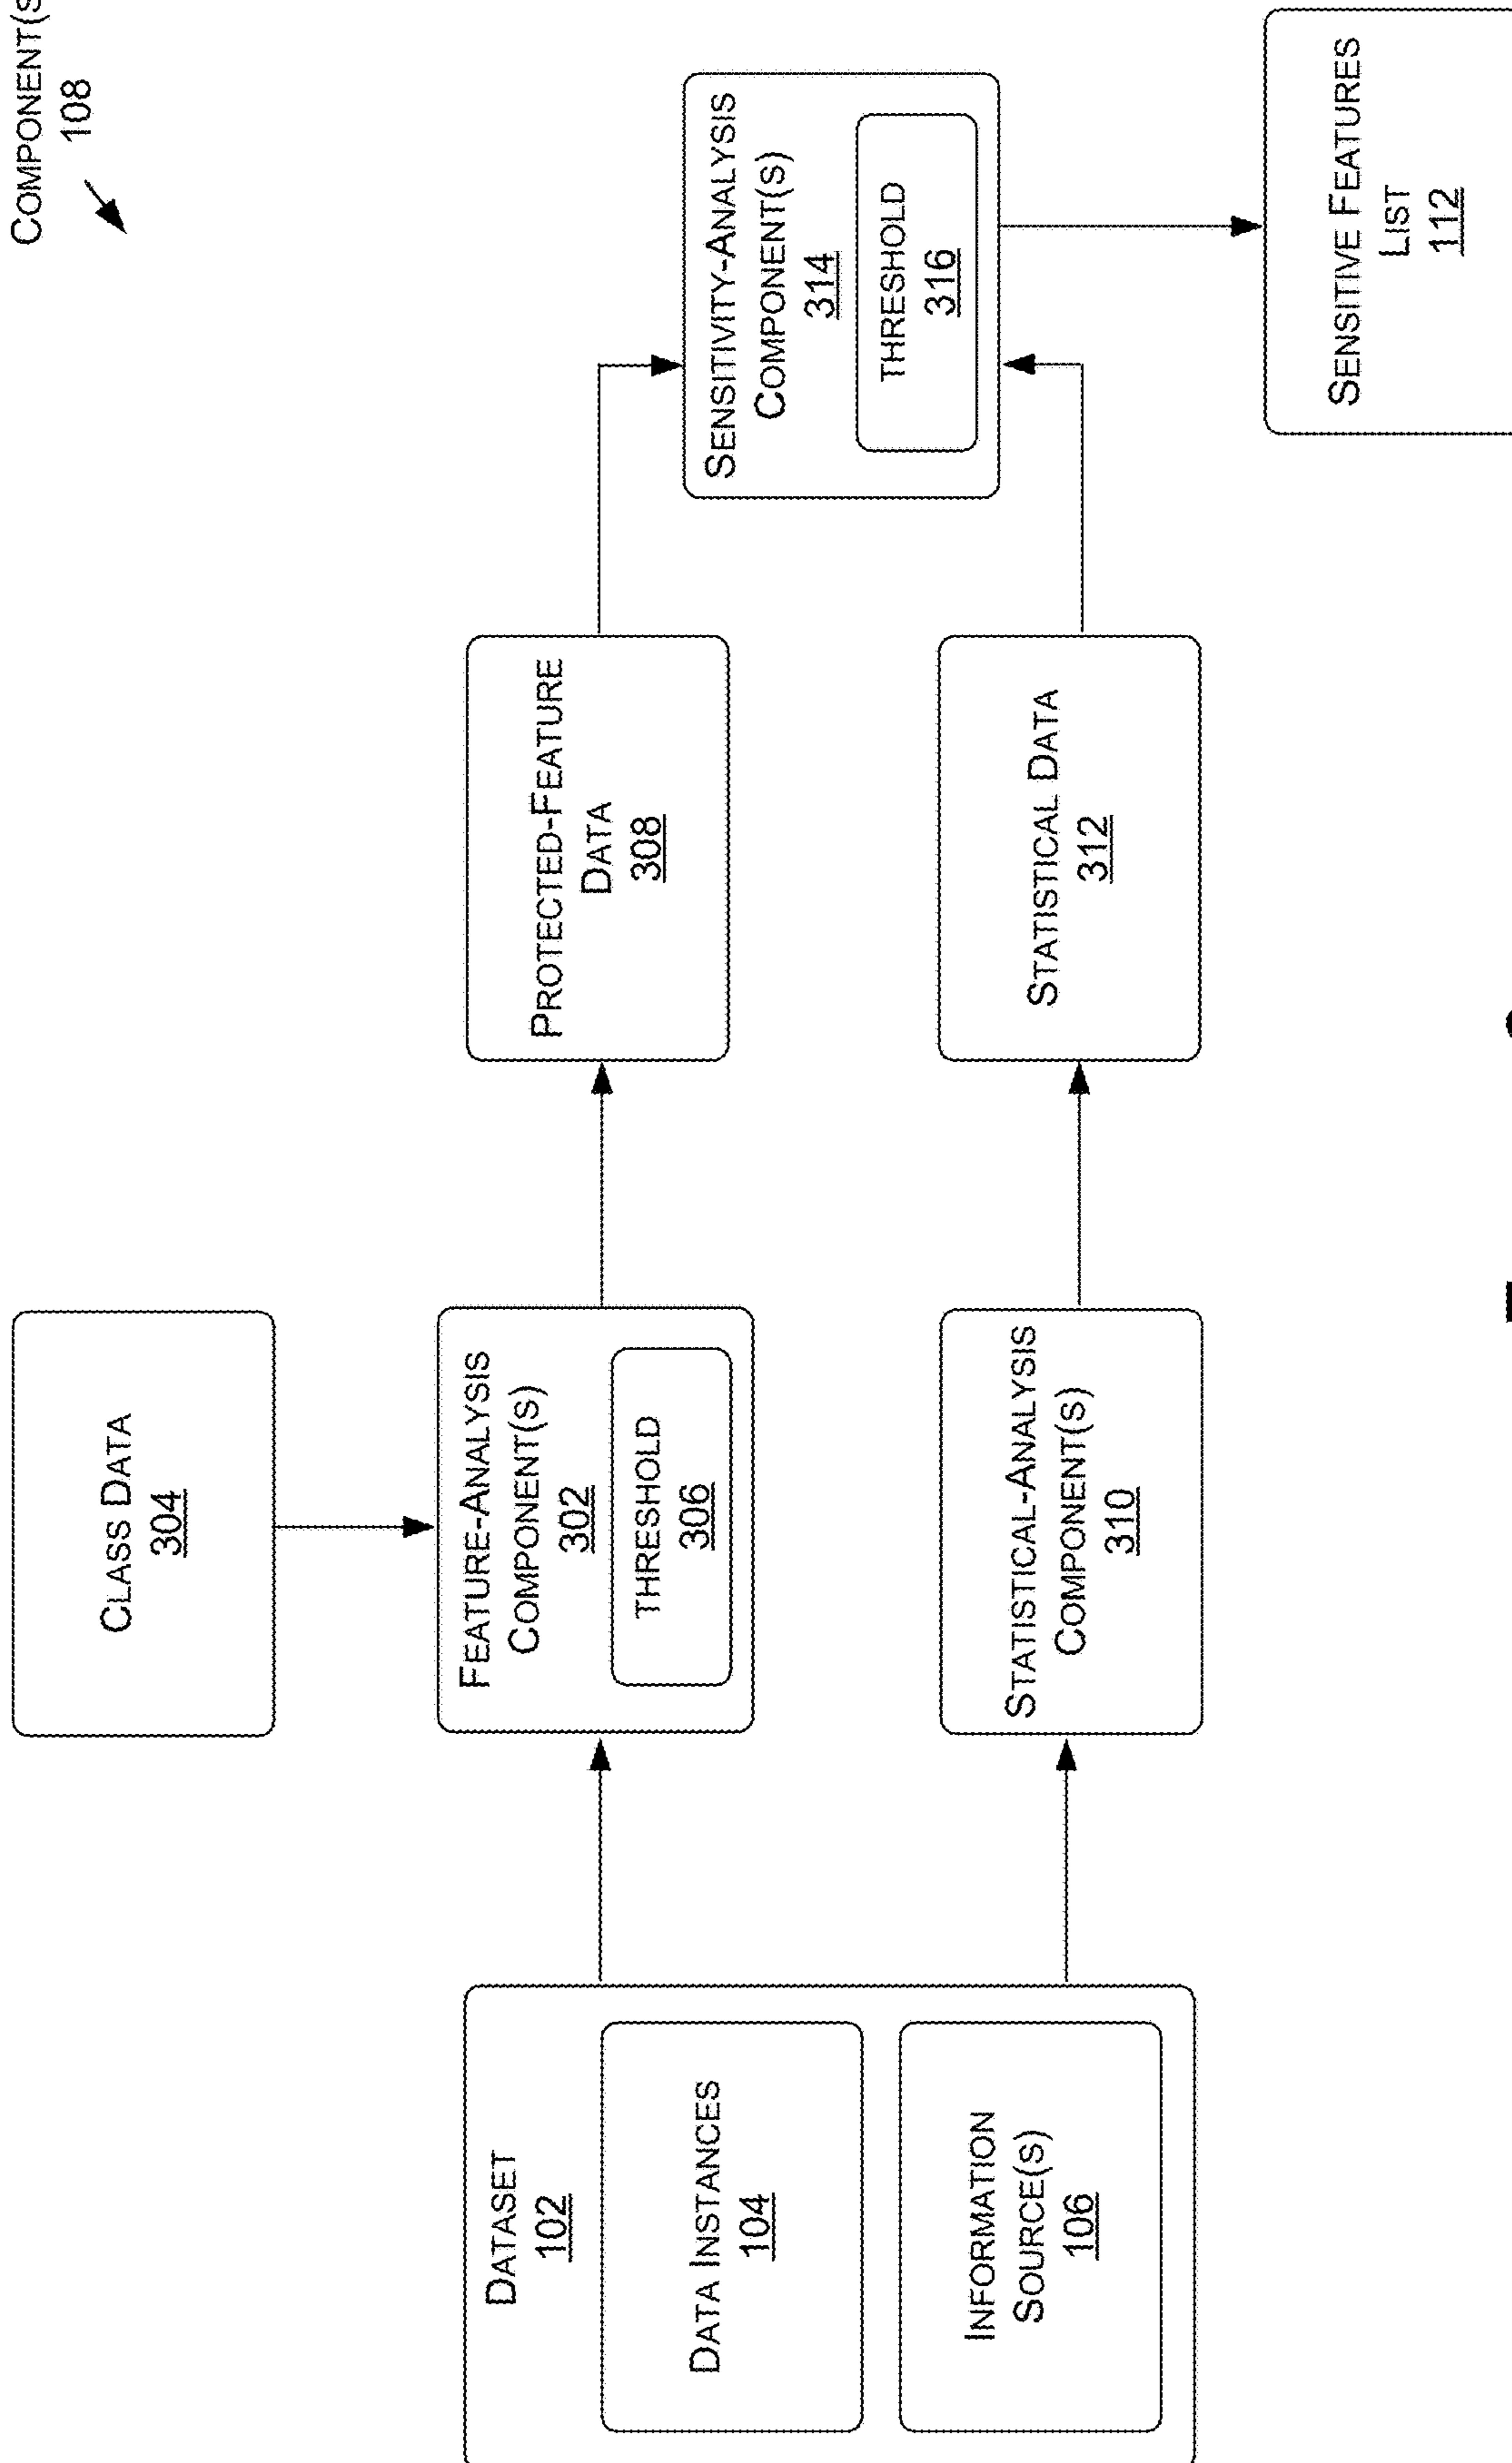 COMPONENT(S)
108
CLASS DATA
304
DATASET
102
DATA INSTANCES
104
INFORMATION
SOURCE(S)
106
FEATURE-ANALYSIS
COMPONENT(S)
302
THRESHOLD
306
PROTECTED-FEATURE
DATA
308
STATISTICAL-ANALYSIS
COMPONENT(S)
310
STATISTICAL DATA
312
SENSITIVITY-ANALYSIS
COMPONENT(S)
314
THRESHOLD
316
SENSITIVE FEATURES
LIST
112